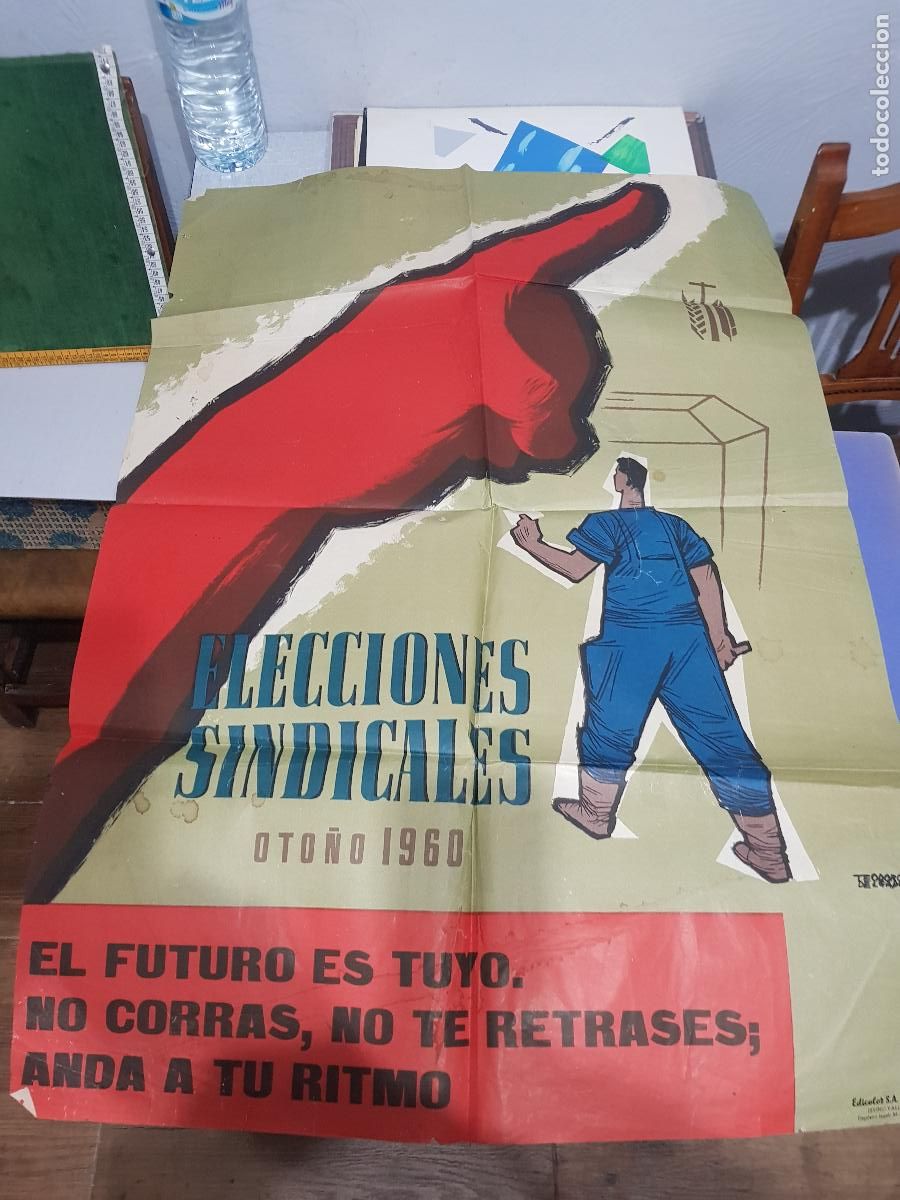 ELECCIONES
SINDICALES
OTOÑO 1960
EL FUTURO ES TUYO.
NO CORRAS, NO TE RETRASES;
ANDA A TU RITMO
Edicolor S.A.
todocoleccion